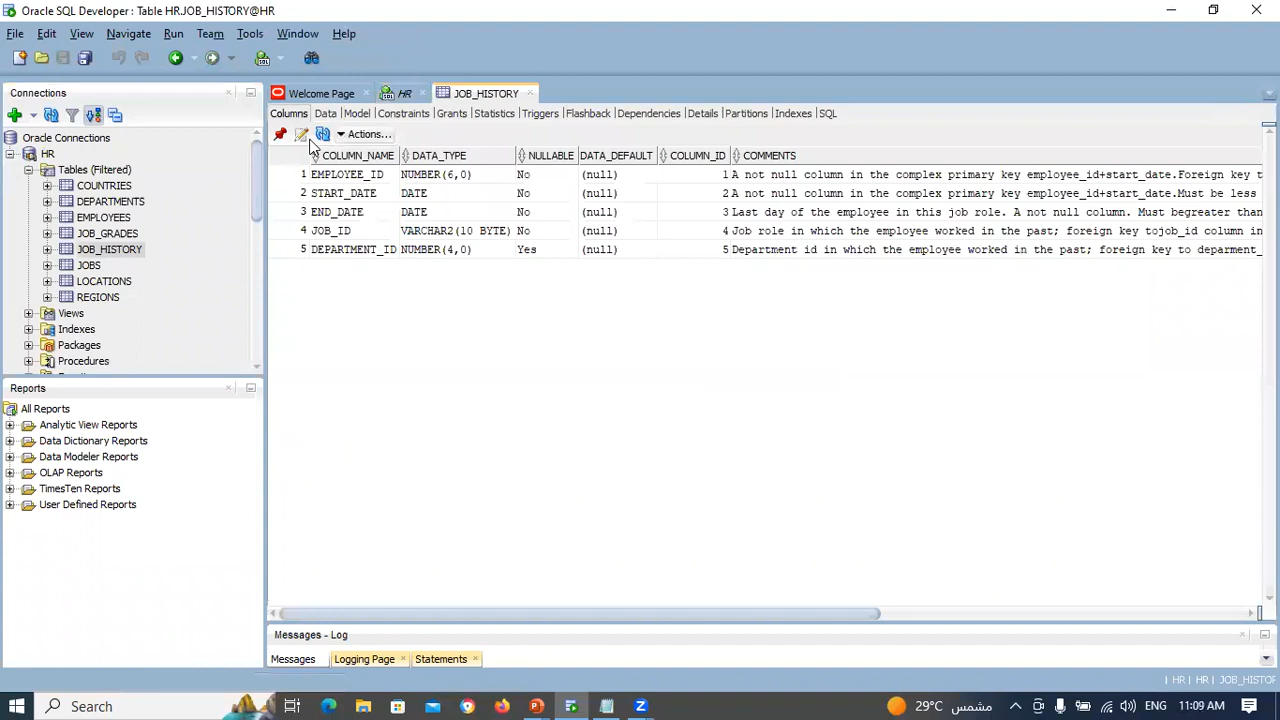 Oracle SQL Developer : Table HR.JOB_HISTORY@HR
File Edit View Navigate Run Team Tools Window Help
Connections
Oracle Connections
HR
Tables (Filtered)
COUNTRIES
DEPARTMENTS
EMPLOYEES
JOB_GRADES
JOB_HISTORY
JOBS
LOCATIONS
REGIONS
Views
Indexes
Packages
Procedures
Reports
All Reports
Analytic View Reports
Data Dictionary Reports
Data Modeler Reports
OLAP Reports
TimesTen Reports
User Defined Reports
Welcome Page HR JOB_HISTORY
Columns Data Model Constraints Grants Statistics Triggers Flashback Dependencies Details Partitions Indexes SQL
Actions...
COLUMN_NAME DATA_TYPE NULLABLE DATA_DEFAULT COLUMN_ID COMMENTS
1 EMPLOYEE_ID NUMBER(6,0) No (null) 1 A not null column in the complex primary key employee_id+start_date.Foreign key t
2 START_DATE DATE No (null) 2 A not null column in the complex primary key employee_id+start_date.Must be less
3 END_DATE DATE No (null) 3 Last day of the employee in this job role. A not null column. Must begreater than
4 JOB_ID VARCHAR2(10 BYTE) No (null) 4 Job role in which the employee worked in the past; foreign key tojob_id column in
5 DEPARTMENT_ID NUMBER(4,0) Yes (null) 5 Department id in which the employee worked in the past; foreign key to deparment_
Messages - Log
Messages Logging Page Statements
HR HR JOB_HISTOR
Search
29°C مشمس ENG 11:09 AM